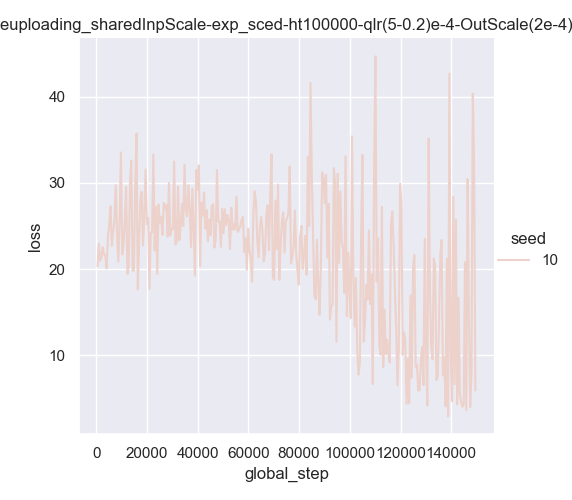 euploading_sharedInpScale-exp_sced-ht100000-qlr(5-0.2)e-4-OutScale(2e-4)
40
30
20
10
loss
seed
10
0 20000 40000 60000 80000 100000 120000 140000
global_step